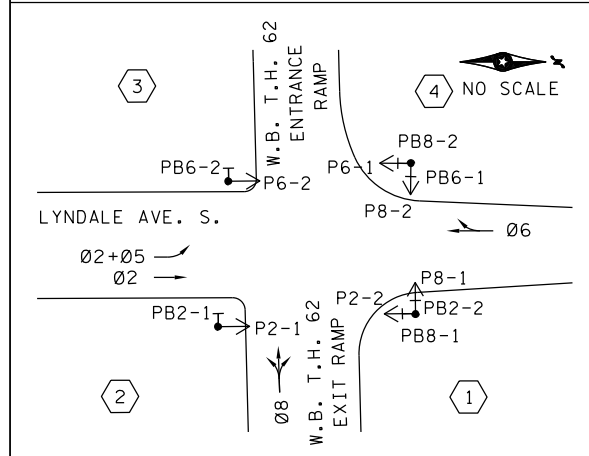 3
W.B. T.H. 62
ENTRANCE
RAMP
4
NO SCALE
PB8-2
P6-1
PB6-2
P6-2
PB6-1
P8-2
LYNDALE AVE. S.
Ø6
Ø2+Ø5
Ø2
P8-1
P2-2
PB2-1
P2-1
PB2-2
PB8-1
2
Ø8
W.B. T.H. 62
EXIT RAMP
1